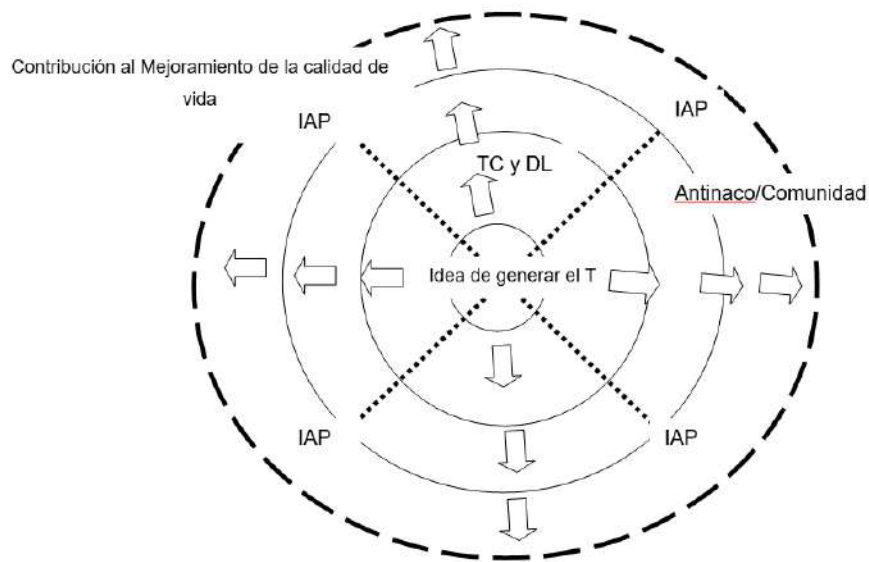 Contribución al Mejoramiento de la calidad de
vida
IAP
IAP
TC y DL
Antinaco/Comunidad
Idea de generar el T
IAP
IAP